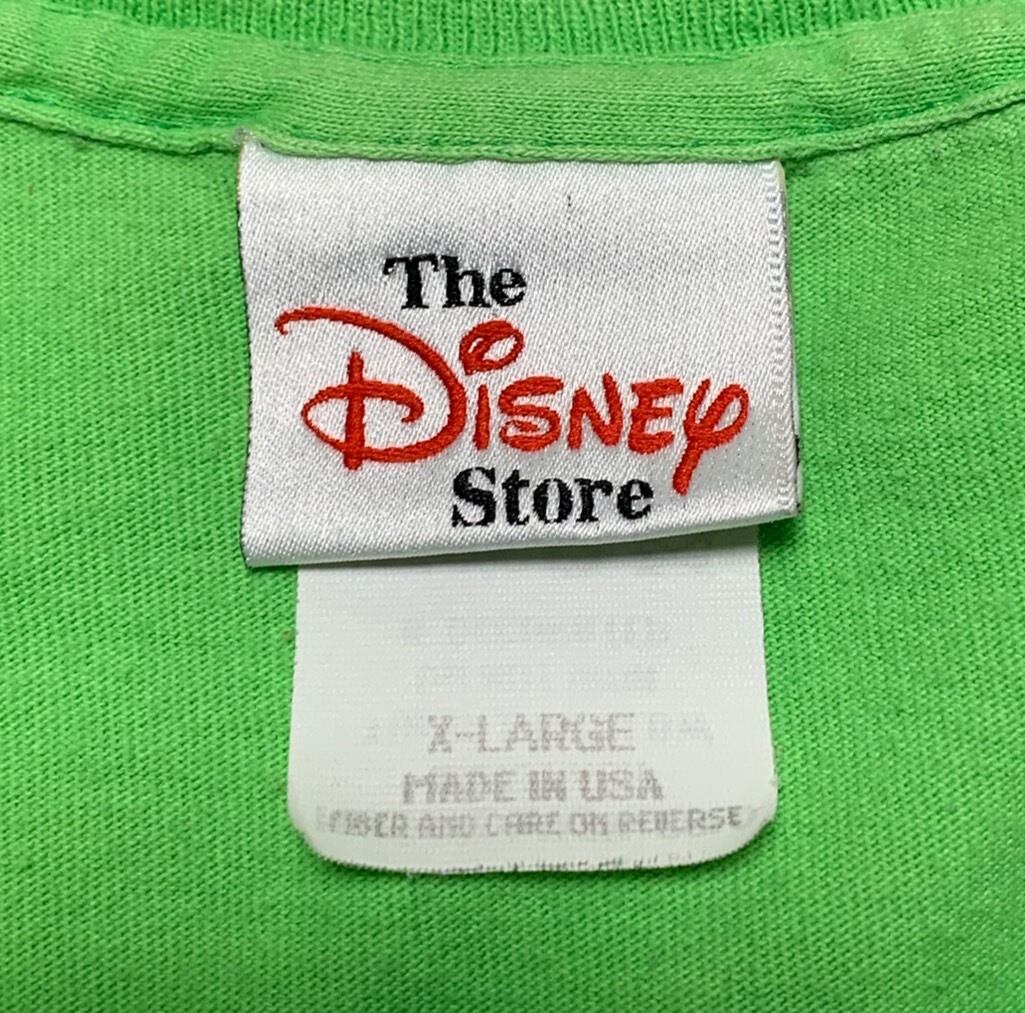 The
Disney
Store
X-LARGE
MADE IN USA
FIBER AND CARE ON REVERSE